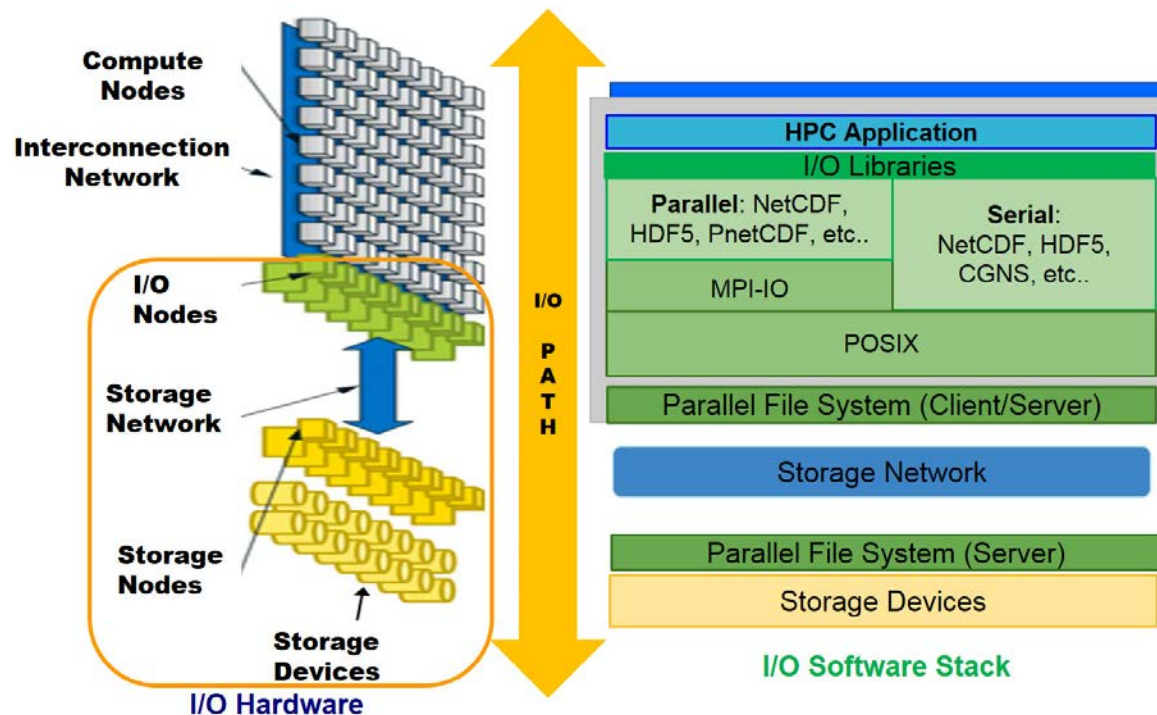 Compute
Nodes
Interconnection
Network
I/O
Nodes
Storage
Network
Storage
Nodes
Storage
Devices
I/O Hardware
I/O
P
A
T
H
HPC Application
I/O Libraries
Parallel: NetCDF,
HDF5, PnetCDF, etc..
Serial:
NetCDF, HDF5,
CGNS, etc..
MPI-IO
POSIX
Parallel File System (Client/Server)
Storage Network
Parallel File System (Server)
Storage Devices
I/O Software Stack